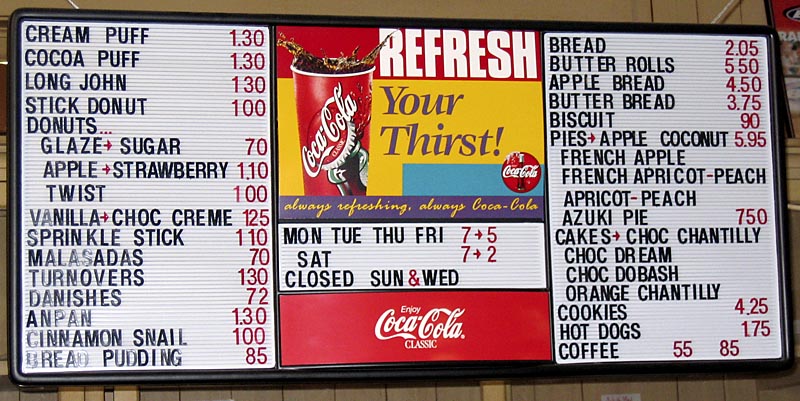 CREAM PUFF 1.30
COCOA PUFF 1.30
LONG JOHN 130
STICK DONUT 100
DONUTS...
GLAZE→SUGAR 70
APPLE→STRAWBERRY 1.10
TWIST 100
VANILLA→CHOC CREME 125
SPRINKLE STICK 110
MALASADAS 70
TURNOVERS 130
DANISHES 72
ANPAN 1.30
CINNAMON SNAIL 100
BREAD PUDDING 85
REFRESH
Your
Thirst!
Coca-Cola
CLASSIC
Coca-Cola
always refreshing, always Coca-Cola
MON TUE THU FRI 7→5
SAT 7→2
CLOSED SUN & WED
Enjoy
Coca-Cola
CLASSIC
BREAD 2.05
BUTTER ROLLS 5 50
APPLE BREAD 4.50
BUTTER BREAD 3.75
BISCUIT 90
PIES→APPLE COCONUT 5.95
FRENCH APPLE
FRENCH APRICOT-PEACH
APRICOT-PEACH
AZUKI PIE 750
CAKES→CHOC CHANTILLY
CHOC DREAM
CHOC DOBASH
ORANGE CHANTILLY
COOKIES 4.25
HOT DOGS 1.75
COFFEE 55 85